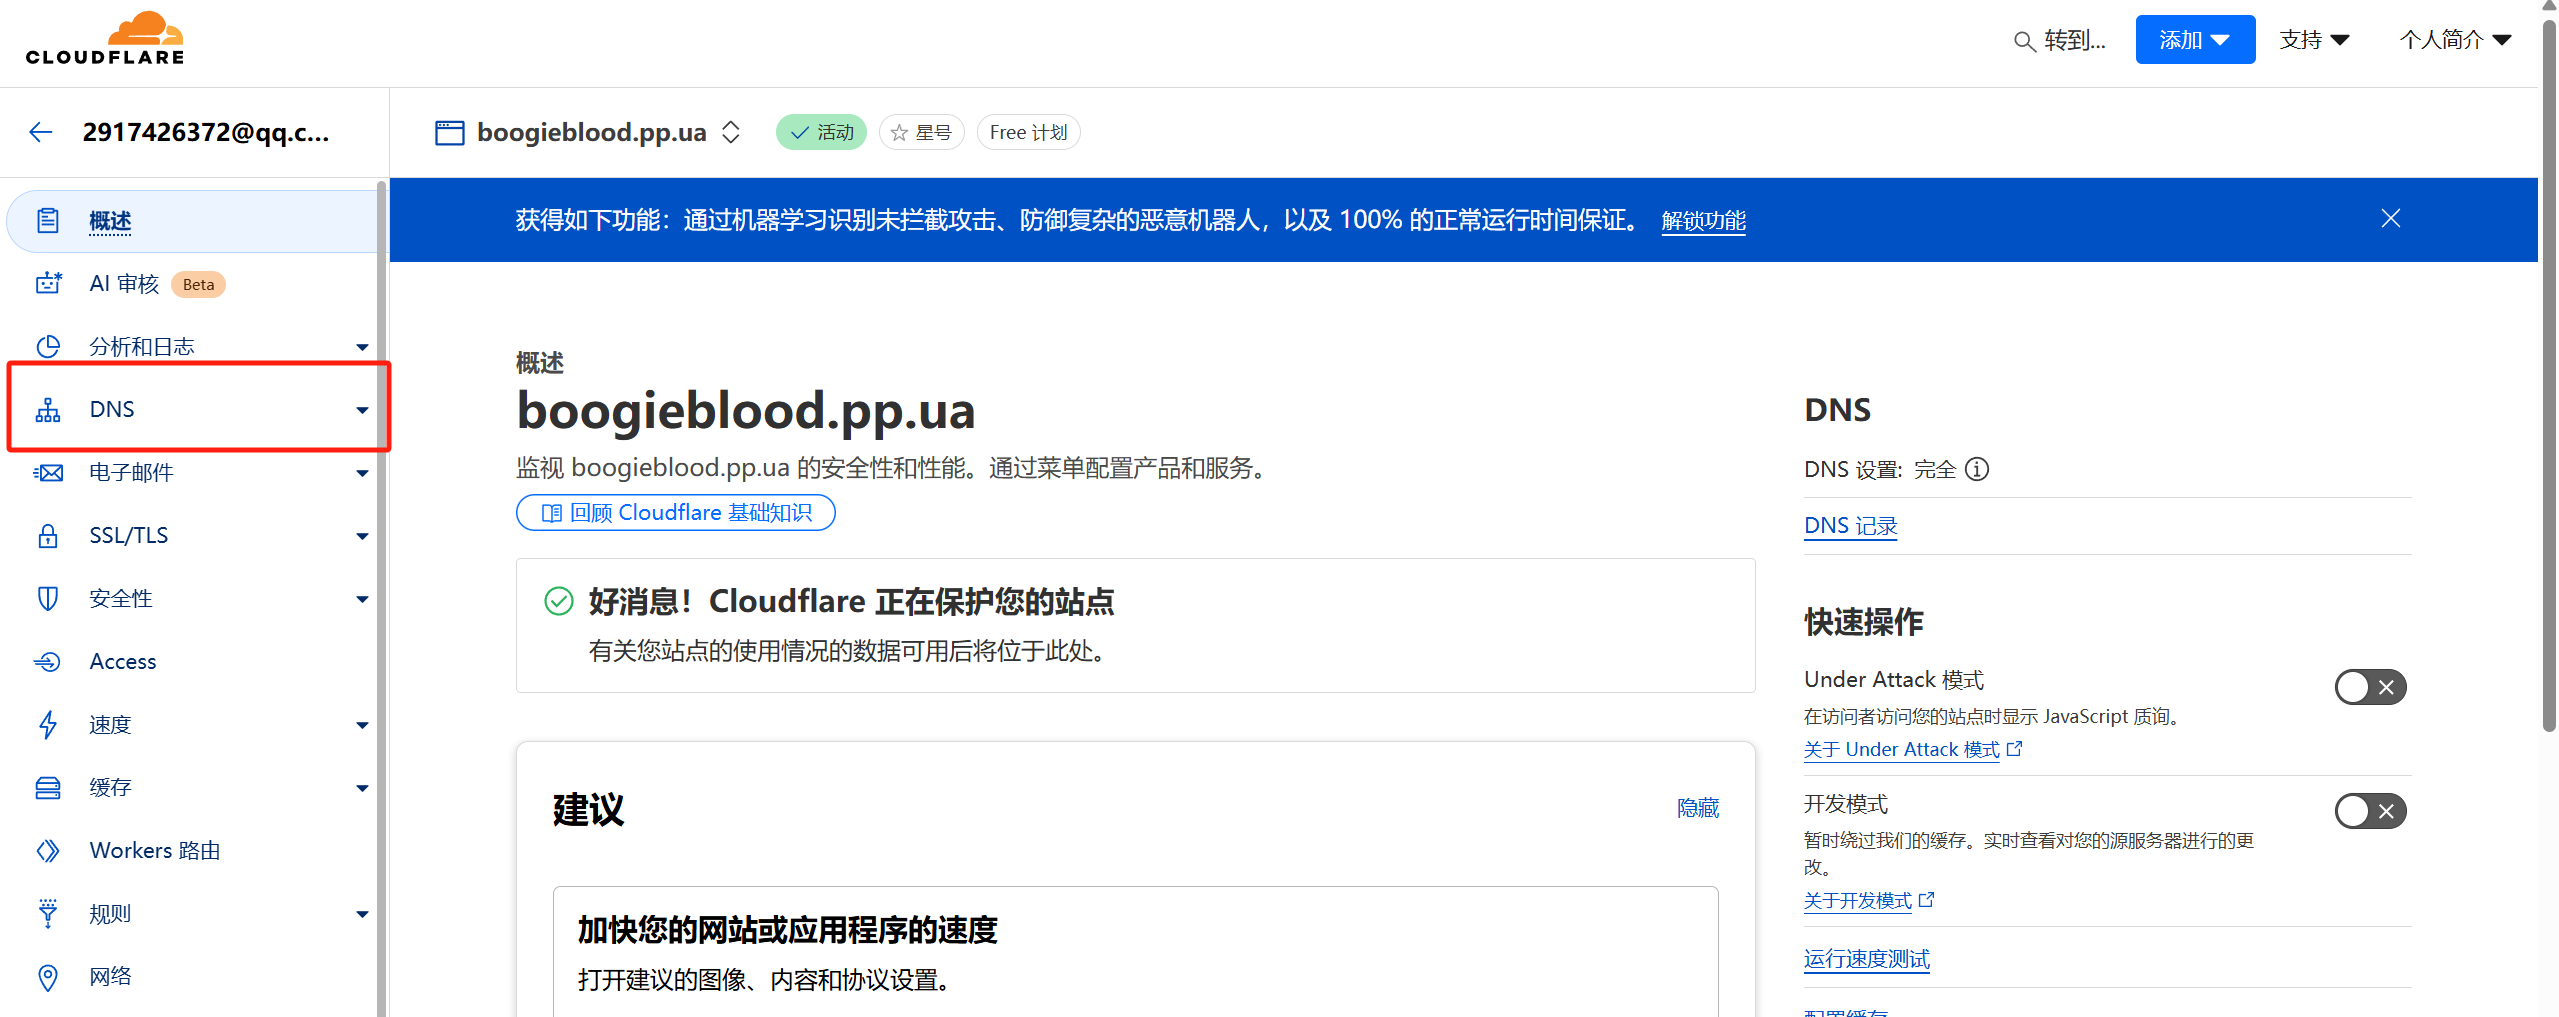 CLOUDFLARE
转到...
添加
支持
个人简介
2917426372@qq.c...
boogieblood.pp.ua
活动
星号
Free 计划
概述
AI 审核 Beta
分析和日志
DNS
电子邮件
SSL/TLS
安全性
Access
速度
缓存
Workers 路由
规则
网络
获得如下功能：通过机器学习识别未拦截攻击、防御复杂的恶意机器人，以及 100% 的正常运行时间保证。 解锁功能
概述
boogieblood.pp.ua
监视 boogieblood.pp.ua 的安全性和性能。通过菜单配置产品和服务。
回顾 Cloudflare 基础知识
好消息！Cloudflare 正在保护您的站点
有关您站点的使用情况的数据可用后将位于此处。
建议
隐藏
加快您的网站或应用程序的速度
打开建议的图像、内容和协议设置。
DNS
DNS 设置: 完全
DNS 记录
快速操作
Under Attack 模式
在访问者访问您的站点时显示 JavaScript 质询。
关于 Under Attack 模式
开发模式
暂时绕过我们的缓存。实时查看对您的源服务器进行的更
改。
关于开发模式
运行速度测试
配置缓存